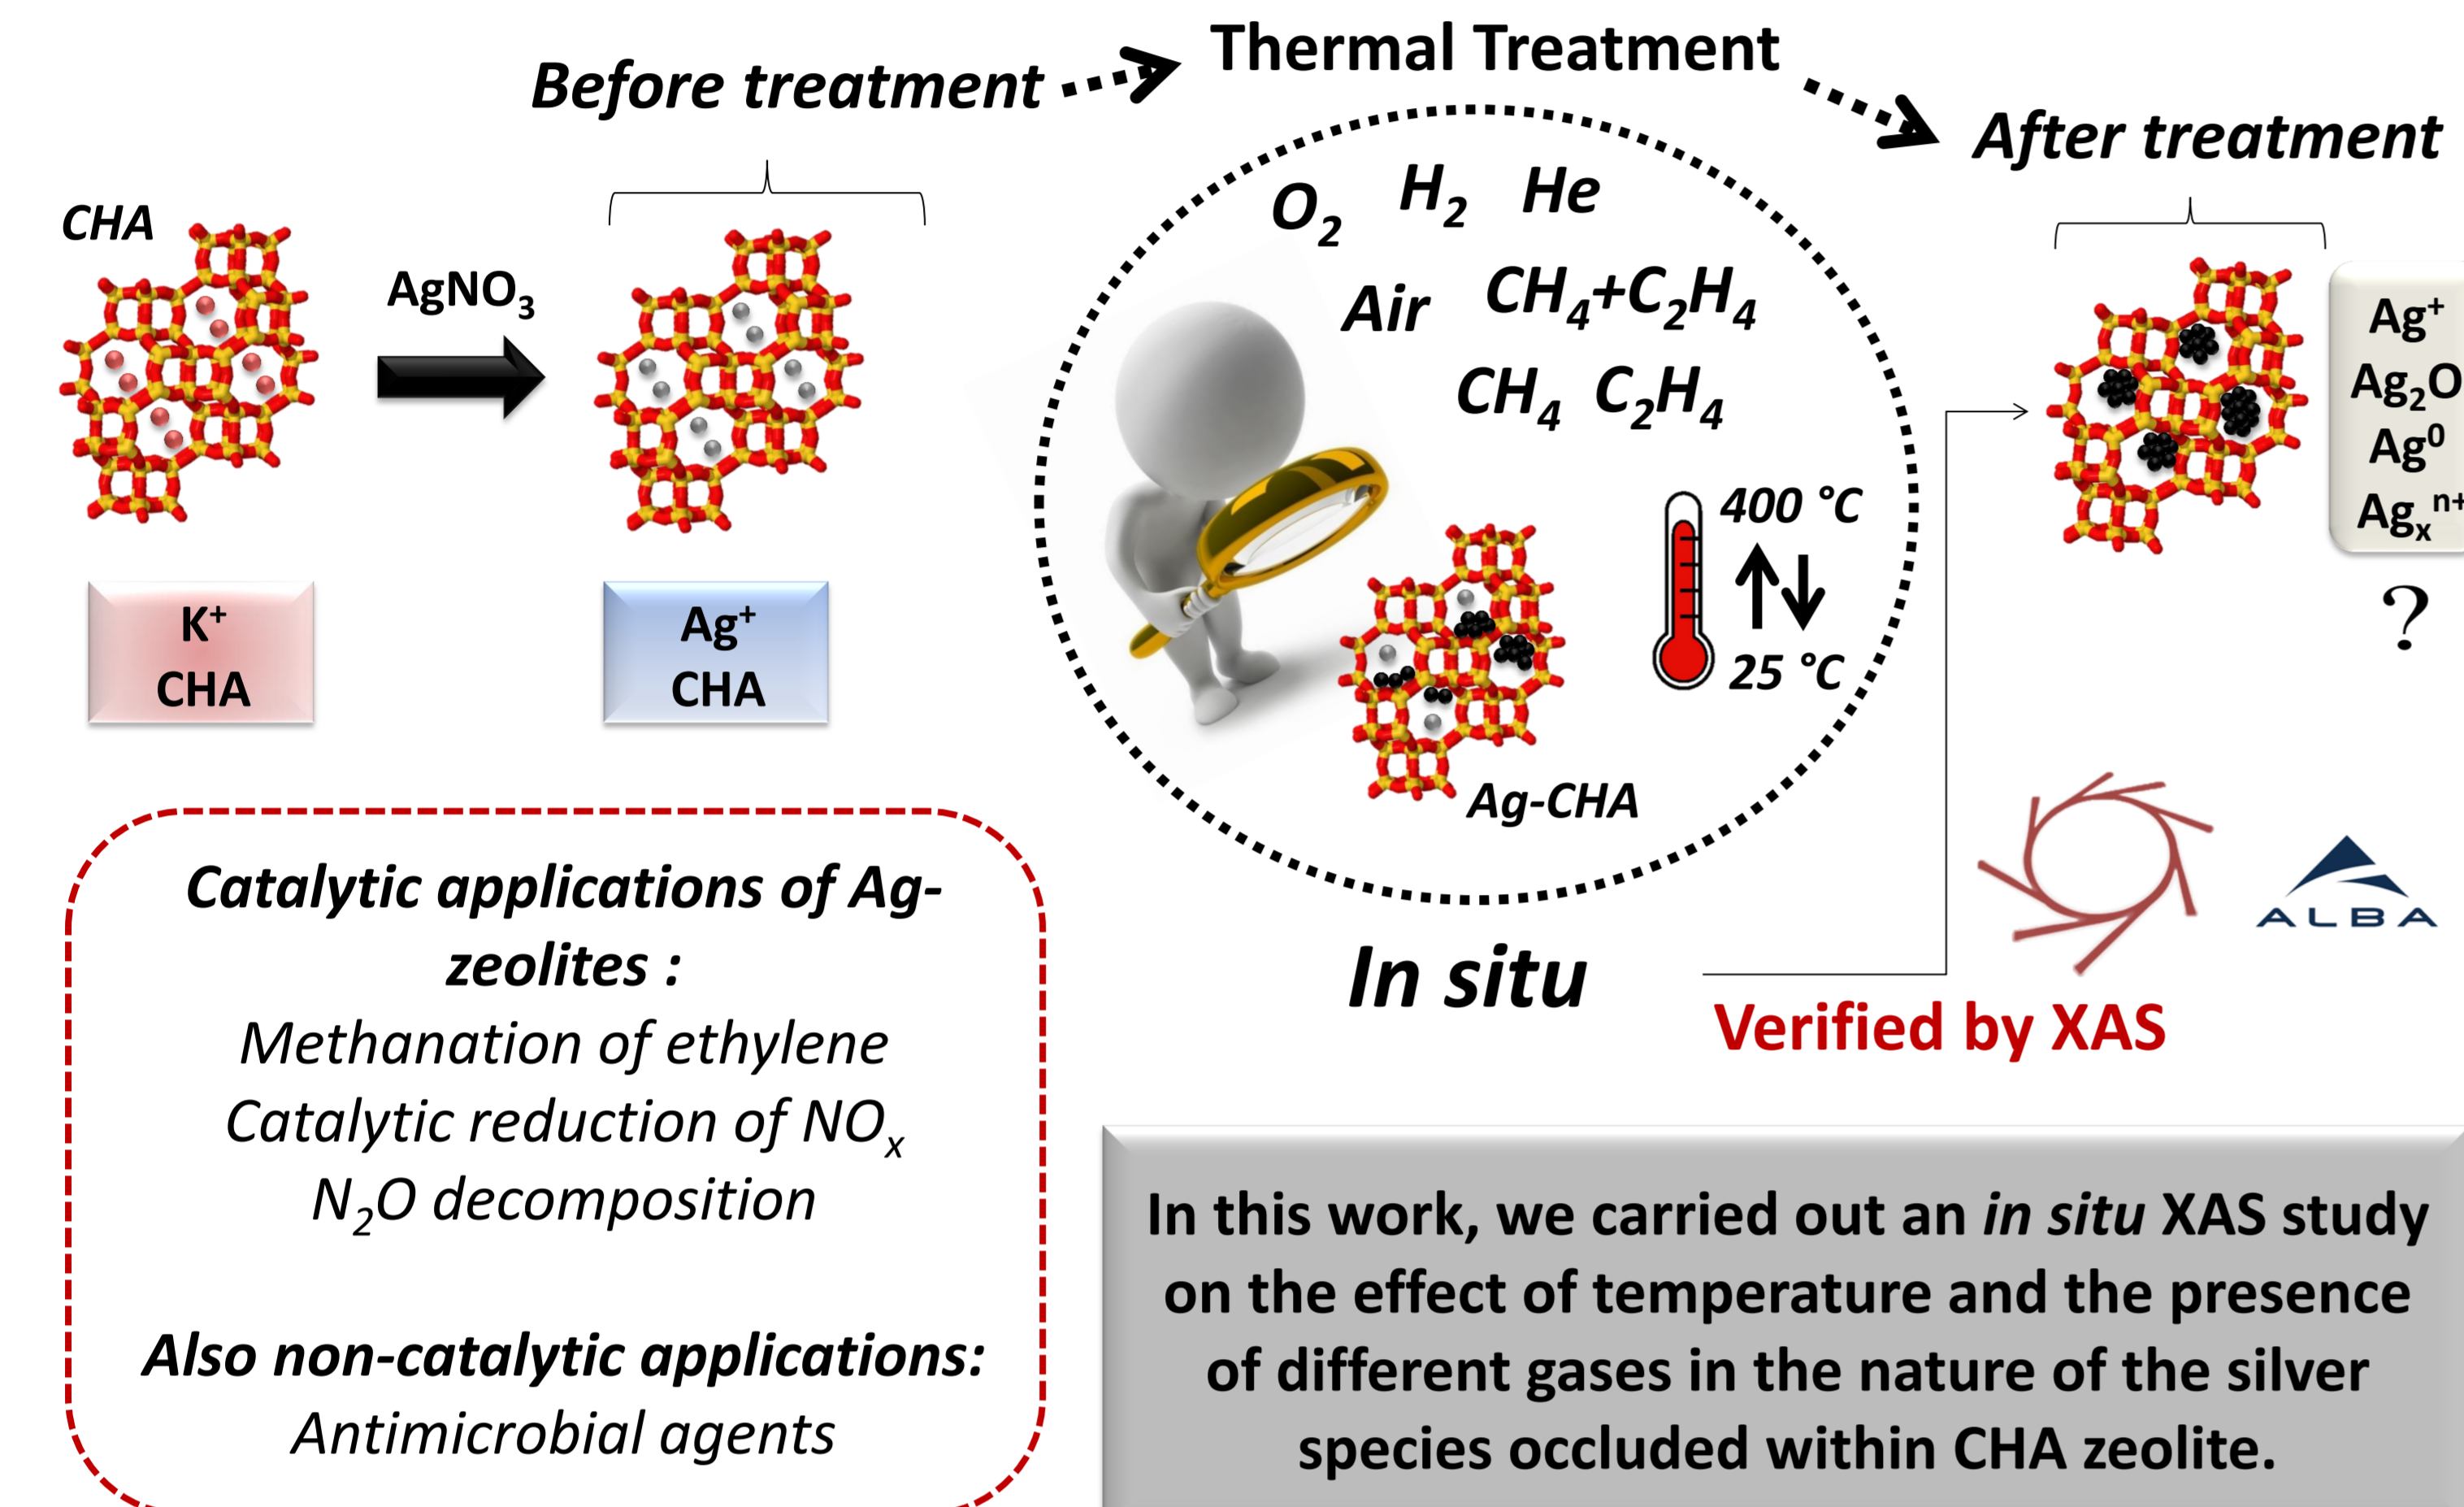 Before treatment
Thermal Treatment
After treatment
CHA
AgNO₃
K⁺
CHA
Ag⁺
CHA
O₂ H₂ He
Air CH₄+C₂H₄
CH₄ C₂H₄
400 °C
25 °C
Ag-CHA
In situ
Ag⁺
Ag₂O
Ag⁰
Agₓⁿ⁺
?
ALBA
Verified by XAS
Catalytic applications of Ag-
zeolites :
Methanation of ethylene
Catalytic reduction of NOₓ
N₂O decomposition
Also non-catalytic applications:
Antimicrobial agents
In this work, we carried out an in situ XAS study
on the effect of temperature and the presence
of different gases in the nature of the silver
species occluded within CHA zeolite.